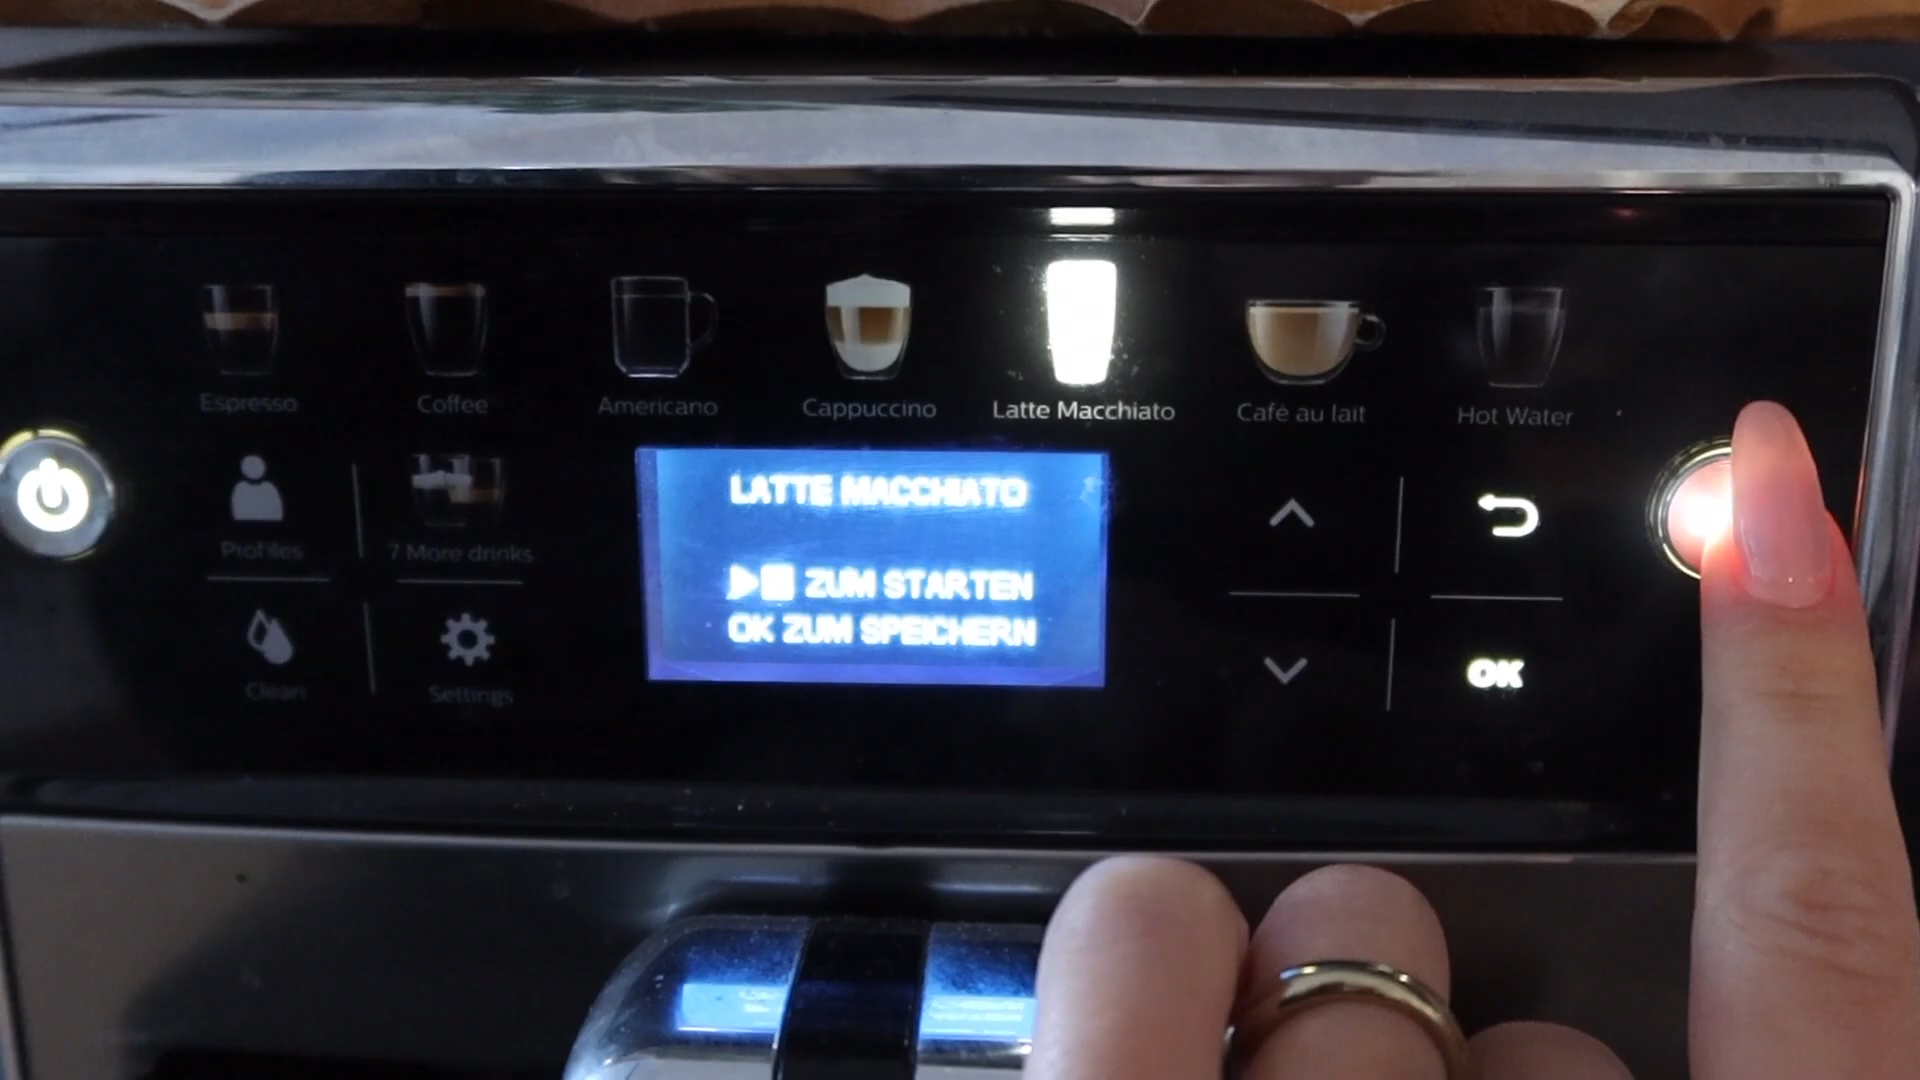 Espresso
Coffee
Americano
Cappuccino
Latte Macchiato
Café au lait
Hot Water
Profiles
7 More drinks
Clean
Settings
LATTE MACCHIATO
ZUM STARTEN
OK ZUM SPEICHERN
OK